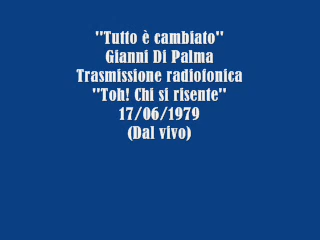 "Tutto è cambiato"
Gianni Di Palma
Trasmissione radiofonica
"Toh! Chi si risente"
17/06/1979
(Dal vivo)